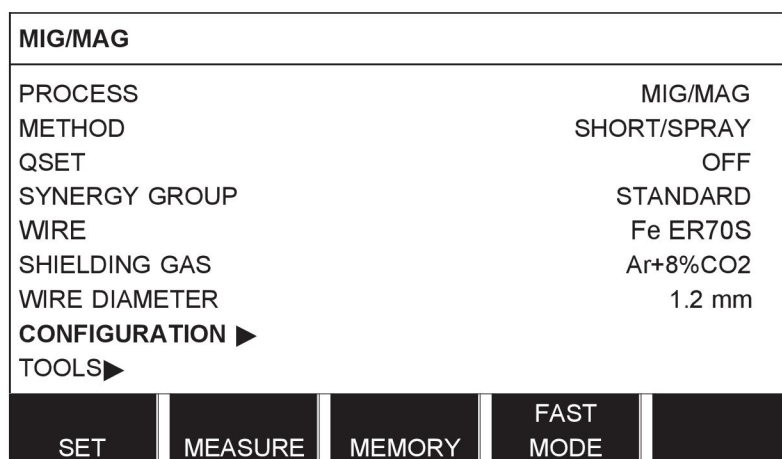 MIG/MAG
PROCESS MIG/MAG
METHOD SHORT/SPRAY
QSET OFF
SYNERGY GROUP STANDARD
WIRE Fe ER70S
SHIELDING GAS Ar+8%CO2
WIRE DIAMETER 1.2 mm
CONFIGURATION ▶
TOOLS▶
SET MEASURE MEMORY FAST MODE